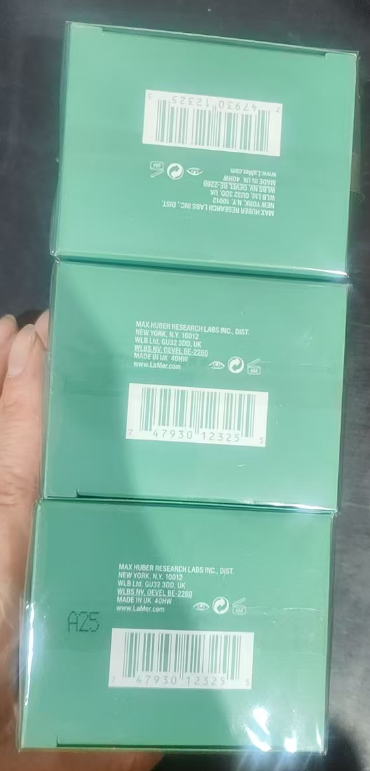 7 47930 12325 5
www.LaMer.com
MADE IN UK 40HW
WLBS NV. OEVEL BE-2280
WLB Ltd. GU32 3DD, UK
NEW YORK, N.Y. 10012
MAX HUBER RESEARCH LABS INC., DIST.
MAX HUBER RESEARCH LABS INC., DIST.
NEW YORK, N.Y. 10012
WLB Ltd. GU32 3DD, UK
WLBS NV. OEVEL BE-2280
MADE IN UK 40HW
www.LaMer.com
7 47930 12325 5
MAX HUBER RESEARCH LABS INC., DIST.
NEW YORK, N.Y. 10012
WLB Ltd. GU32 3DD, UK
WLBS NV. OEVEL BE-2280
MADE IN UK 40HW
www.LaMer.com
A25
7 47930 12325 5